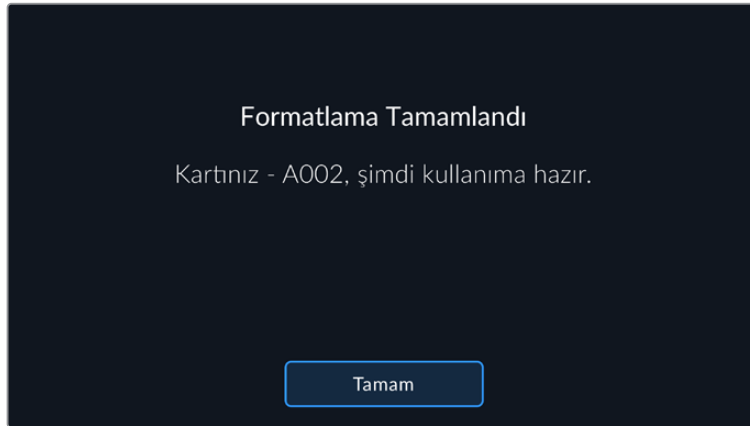 Formatlama Tamamlandı
Kartınız - A002, şimdi kullanıma hazır.
Tamam